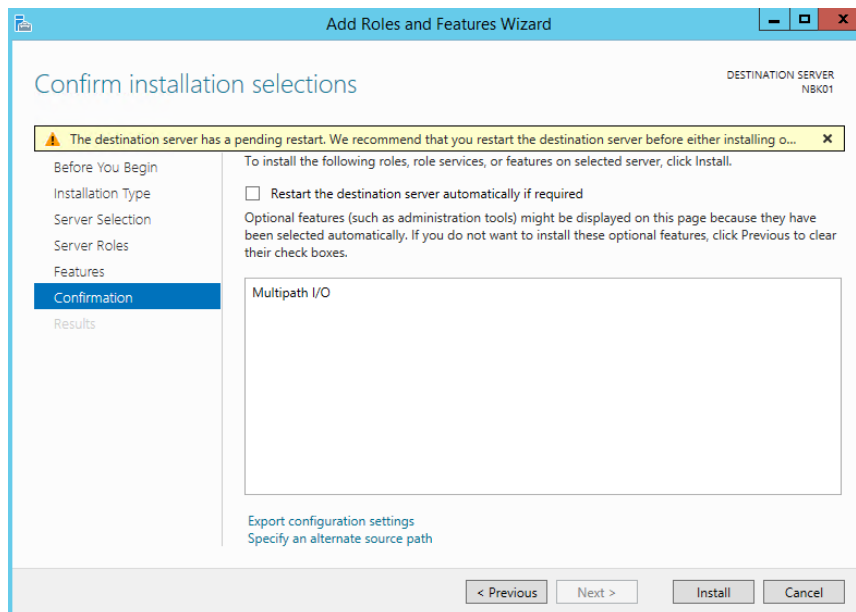 Add Roles and Features Wizard
Confirm installation selections
DESTINATION SERVER
NBK01
The destination server has a pending restart. We recommend that you restart the destination server before either installing o...
Before You Begin
Installation Type
Server Selection
Server Roles
Features
Confirmation
Results
To install the following roles, role services, or features on selected server, click Install.
Restart the destination server automatically if required
Optional features (such as administration tools) might be displayed on this page because they have
been selected automatically. If you do not want to install these optional features, click Previous to clear
their check boxes.
Multipath I/O
Export configuration settings
Specify an alternate source path
< Previous
Next >
Install
Cancel